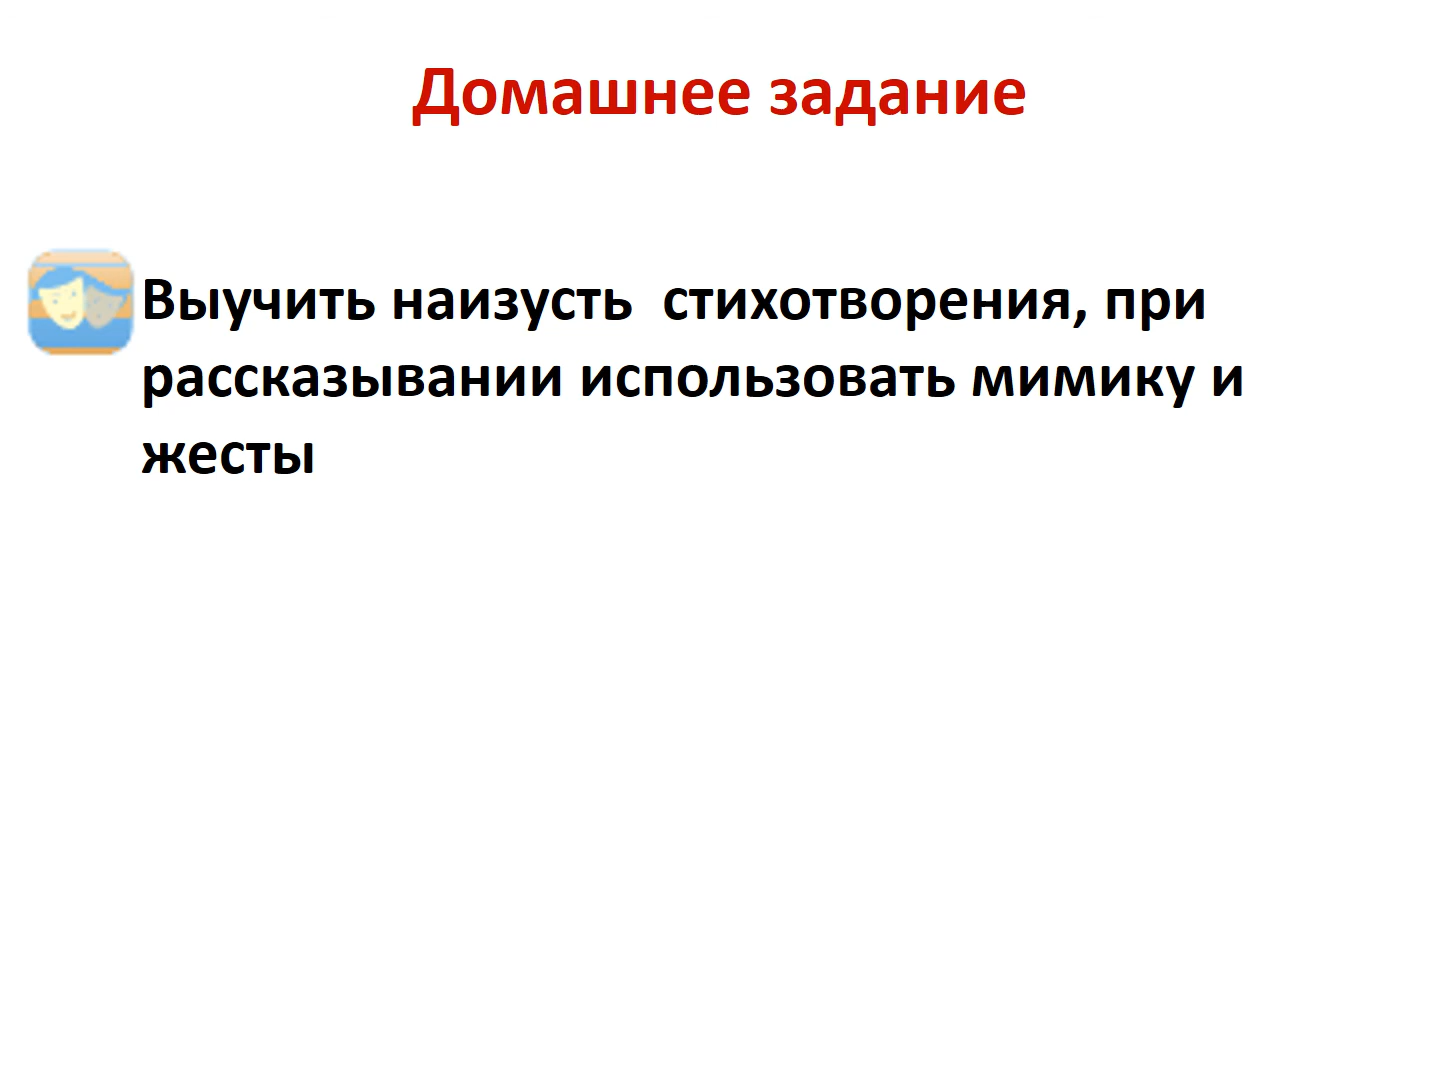 Домашнее задание
Выучить наизусть  стихотворения, при
рассказывании использовать мимику и
жесты